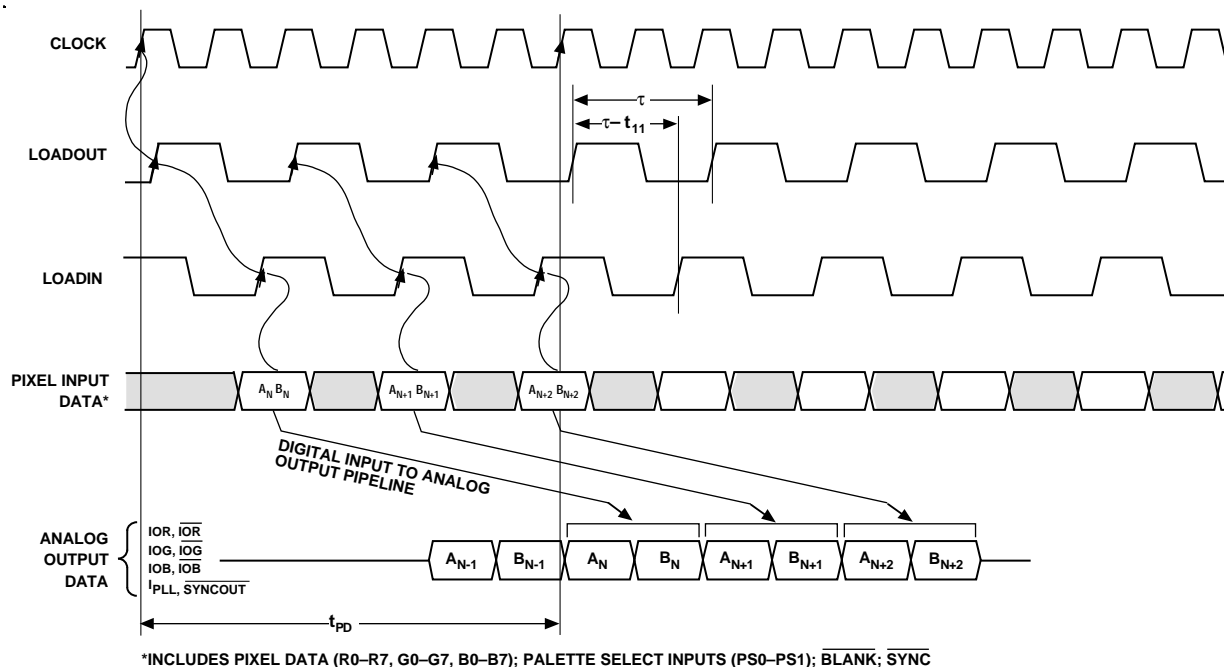 CLOCK
τ
τ– t11
LOADOUT
LOADIN
PIXEL INPUT
DATA*
AN BN
AN+1 BN+1
AN+2 BN+2
DIGITAL INPUT TO ANALOG
OUTPUT PIPELINE
ANALOG
OUTPUT
DATA
IOR, IOR
IOG, IOG
IOB, IOB
IPLL, SYNCOUT
AN-1
BN-1
AN
BN
AN+1
BN+1
AN+2
BN+2
tPD
*INCLUDES PIXEL DATA (R0–R7, G0–G7, B0–B7); PALETTE SELECT INPUTS (PS0–PS1); BLANK; SYNC